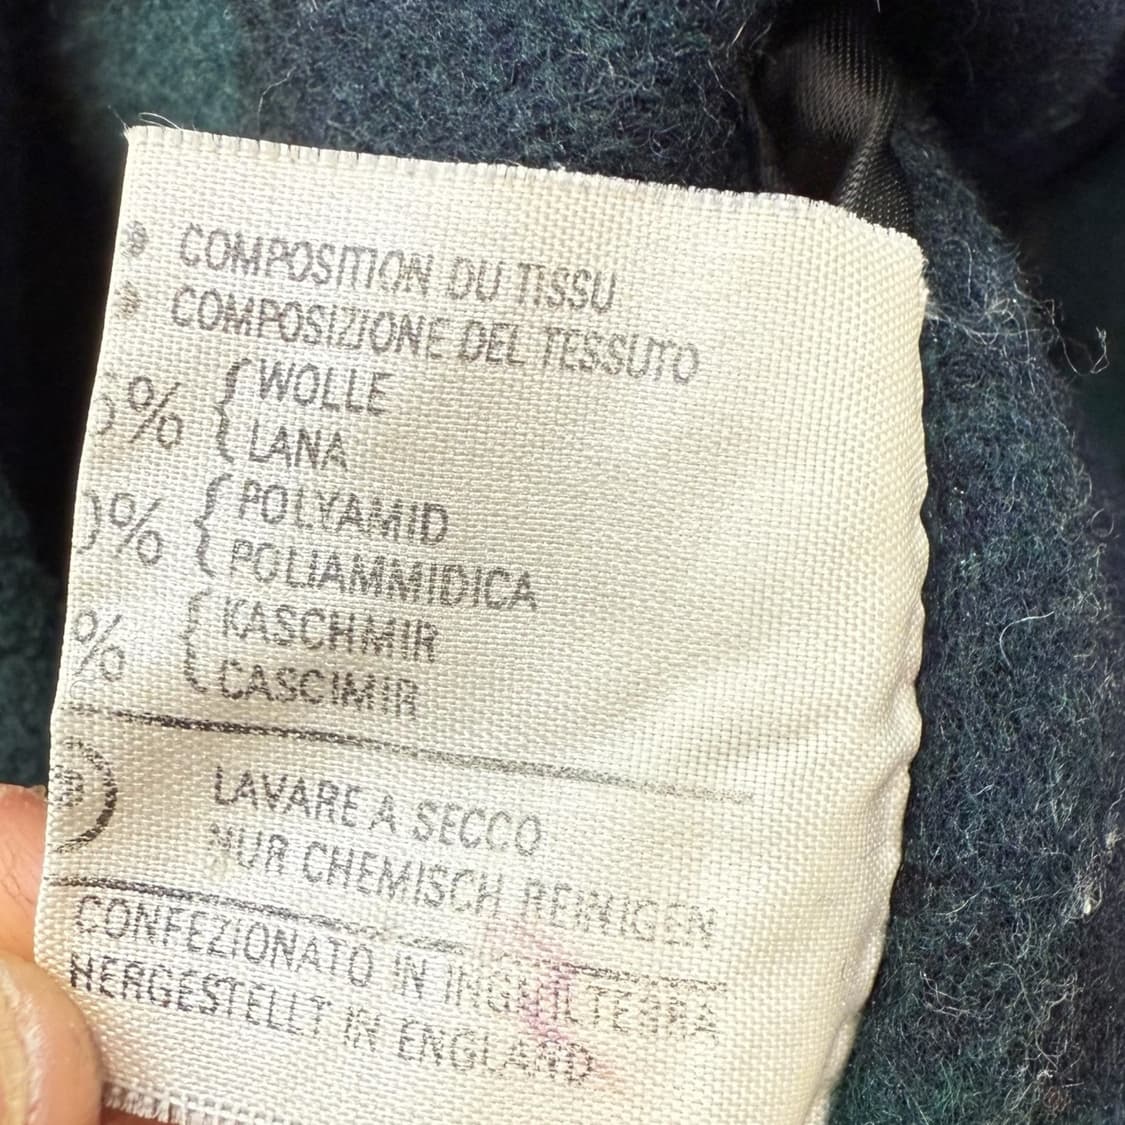 COMPOSITION DU TISSU
COMPOSIZIONE DEL TESSUTO
% { WOLLE
LANA
% { POLYAMID
POLIAMMIDICA
% { KASCHMIR
CASCIMIR
LAVARE A SECCO
NUR CHEMISCH REINIGEN
CONFEZIONATO IN INGHILTERRA
HERGESTELLT IN ENGLAND